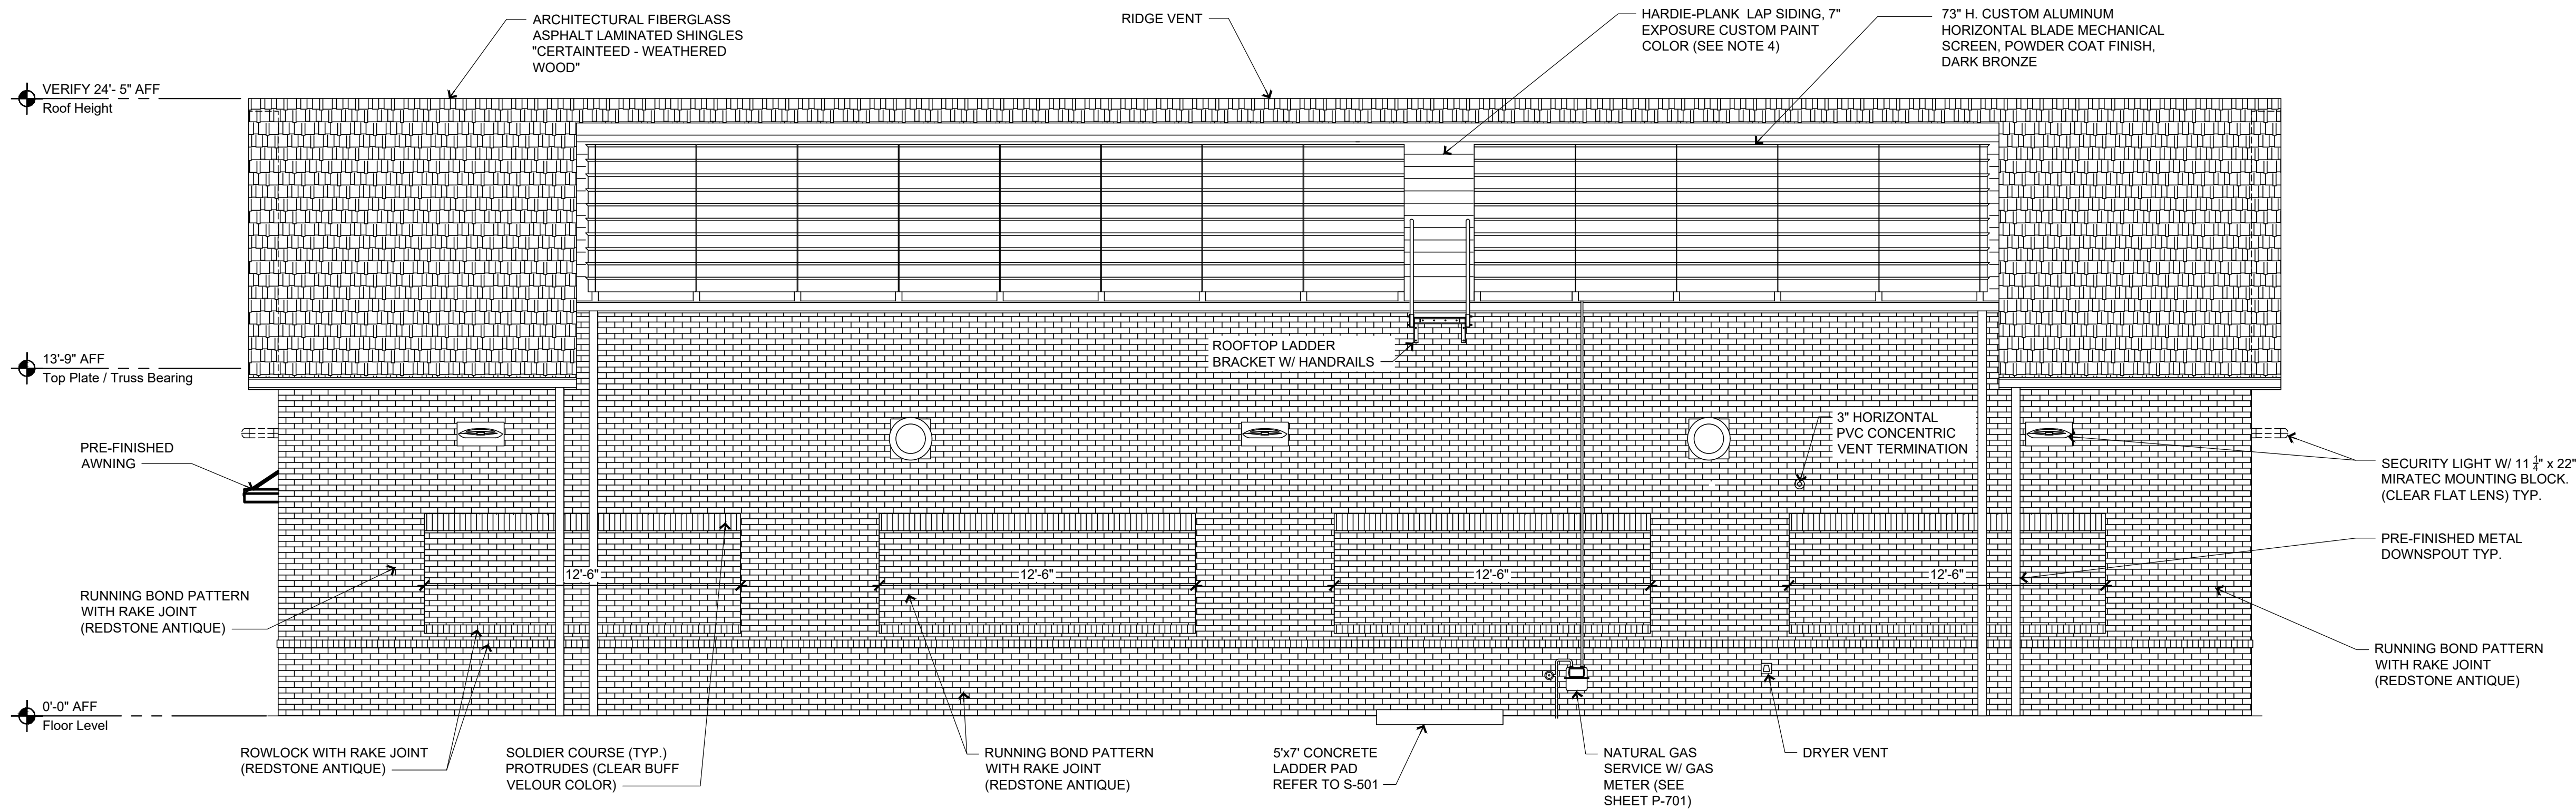 ARCHITECTURAL FIBERGLASS
ASPHALT LAMINATED SHINGLES
"CERTAINTEED - WEATHERED
WOOD"
RIDGE VENT
HARDIE-PLANK LAP SIDING, 7"
EXPOSURE CUSTOM PAINT
COLOR (SEE NOTE 4)
73" H. CUSTOM ALUMINUM
HORIZONTAL BLADE MECHANICAL
SCREEN, POWDER COAT FINISH,
DARK BRONZE
VERIFY 24'- 5" AFF
Roof Height
ROOFTOP LADDER
BRACKET W/ HANDRAILS
13'-9" AFF
Top Plate / Truss Bearing
3" HORIZONTAL
PVC CONCENTRIC
VENT TERMINATION
PRE-FINISHED
AWNING
SECURITY LIGHT W/ 11 1/4" x 22"
MIRATEC MOUNTING BLOCK.
(CLEAR FLAT LENS) TYP.
PRE-FINISHED METAL
DOWNSPOUT TYP.
12'-6"
12'-6"
12'-6"
12'-6"
RUNNING BOND PATTERN
WITH RAKE JOINT
(REDSTONE ANTIQUE)
RUNNING BOND PATTERN
WITH RAKE JOINT
(REDSTONE ANTIQUE)
0'-0" AFF
Floor Level
ROWLOCK WITH RAKE JOINT
(REDSTONE ANTIQUE)
SOLDIER COURSE (TYP.)
PROTRUDES (CLEAR BUFF
VELOUR COLOR)
RUNNING BOND PATTERN
WITH RAKE JOINT
(REDSTONE ANTIQUE)
5'x7' CONCRETE
LADDER PAD
REFER TO S-501
NATURAL GAS
SERVICE W/ GAS
METER (SEE
SHEET P-701)
DRYER VENT